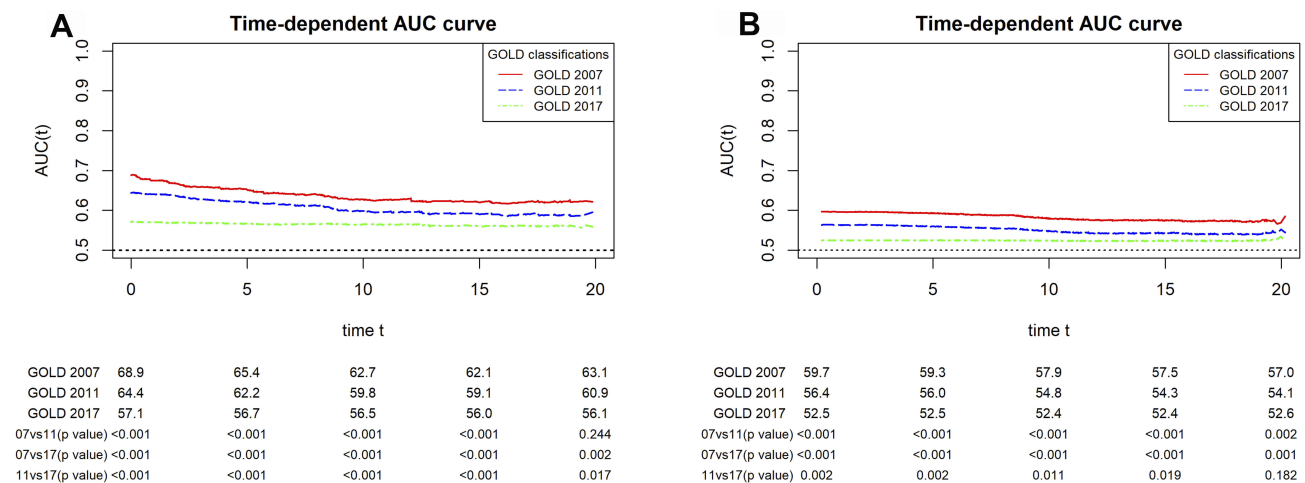 A
Time-dependent AUC curve
GOLD classifications
GOLD 2007
GOLD 2011
GOLD 2017
AUC(t)
1.0
0.9
0.8
0.7
0.6
0.5
0 5 10 15 20
time t
GOLD 2007 68.9 65.4 62.7 62.1 63.1
GOLD 2011 64.4 62.2 59.8 59.1 60.9
GOLD 2017 57.1 56.7 56.5 56.0 56.1
07vs11(p value) <0.001 <0.001 <0.001 <0.001 0.244
07vs17(p value) <0.001 <0.001 <0.001 <0.001 0.002
11vs17(p value) <0.001 <0.001 <0.001 <0.001 0.017
B
Time-dependent AUC curve
GOLD classifications
GOLD 2007
GOLD 2011
GOLD 2017
AUC(t)
1.0
0.9
0.8
0.7
0.6
0.5
0 5 10 15 20
time t
GOLD 2007 59.7 59.3 57.9 57.5 57.0
GOLD 2011 56.4 56.0 54.8 54.3 54.1
GOLD 2017 52.5 52.5 52.4 52.4 52.6
07vs11(p value) <0.001 <0.001 <0.001 <0.001 0.002
07vs17(p value) <0.001 <0.001 <0.001 <0.001 0.001
11vs17(p value) 0.002 0.002 0.011 0.019 0.182